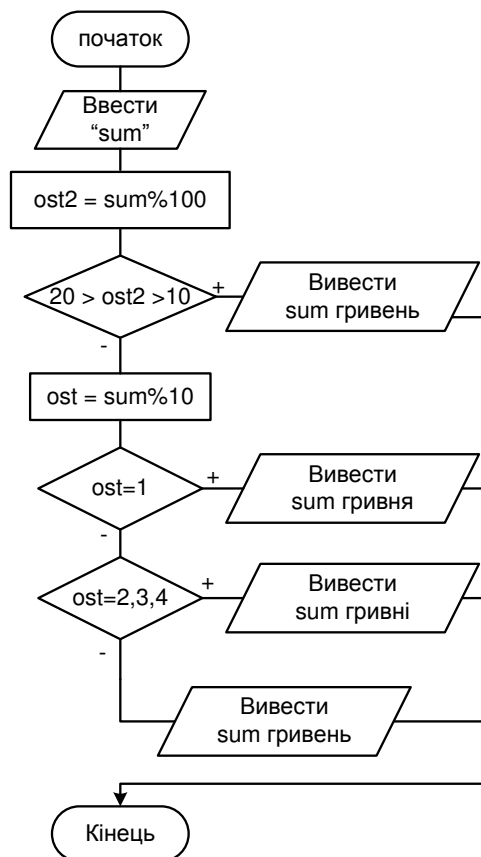 початок
Ввести
“sum”
ost2 = sum%100
20 > ost2 >10
+
Вивести
sum гривень
-
ost = sum%10
ost=1
+
Вивести
sum гривня
-
ost=2,3,4
+
Вивести
sum гривні
-
Вивести
sum гривень
Кінець